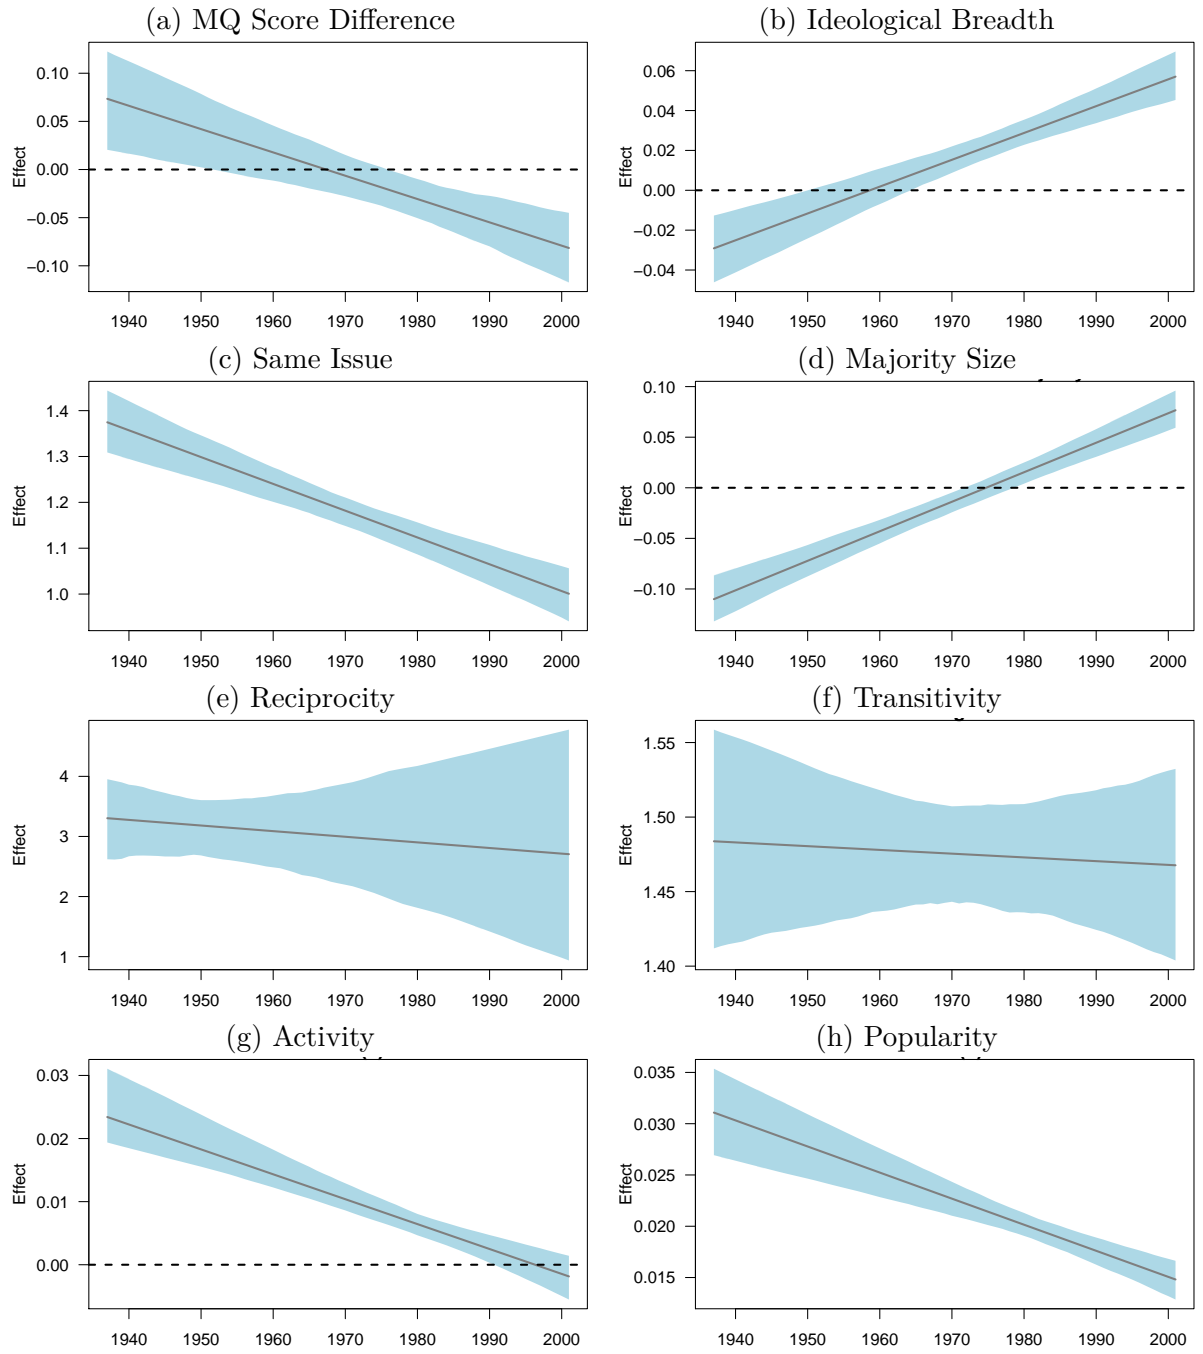 (a) MQ Score Difference
(b) Ideological Breadth
0.10
0.05
0.00
−0.05
−0.10
Effect
1940 1950 1960 1970 1980 1990 2000
0.06
0.04
0.02
0.00
−0.02
−0.04
Effect
1940 1950 1960 1970 1980 1990 2000
(c) Same Issue
(d) Majority Size
1.4
1.3
1.2
1.1
1.0
Effect
1940 1950 1960 1970 1980 1990 2000
0.10
0.05
0.00
−0.05
−0.10
Effect
1940 1950 1960 1970 1980 1990 2000
(e) Reciprocity
(f) Transitivity
4
3
2
1
Effect
1940 1950 1960 1970 1980 1990 2000
1.55
1.50
1.45
1.40
Effect
1940 1950 1960 1970 1980 1990 2000
(g) Activity
(h) Popularity
0.03
0.02
0.01
0.00
Effect
1940 1950 1960 1970 1980 1990 2000
0.035
0.030
0.025
0.020
0.015
Effect
1940 1950 1960 1970 1980 1990 2000